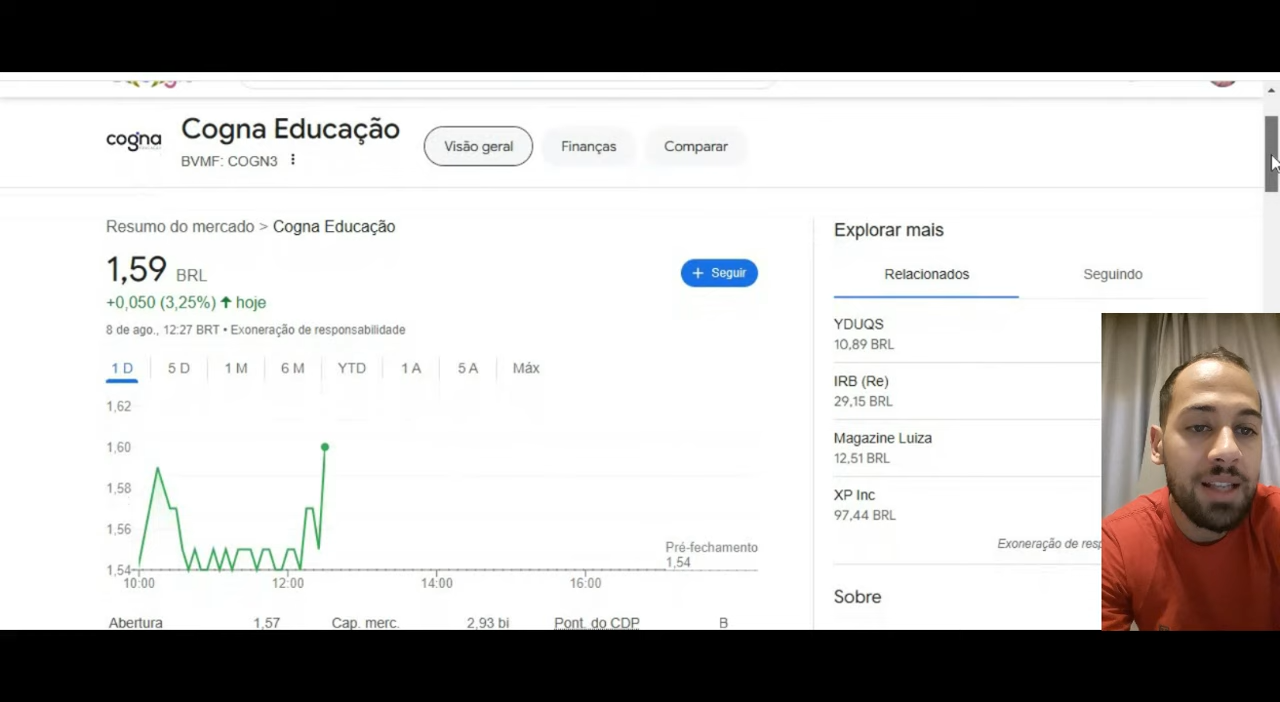 cogna
Cogna Educação
BVMF: COGN3
Visão geral
Finanças
Comparar
Resumo do mercado > Cogna Educação
1,59 BRL
+ Seguir
+0,050 (3,25%) ↑ hoje
8 de ago., 12:27 BRT • Exoneração de responsabilidade
1 D 5 D 1 M 6 M YTD 1 A 5 A Máx
1,62
1,60
1,58
1,56
1,54
10:00 12:00 14:00 16:00
Pré-fechamento
1,54
Abertura 1,57 Cap. merc. 2,93 bi Pont. do CDP B
Explorar mais
Relacionados Seguindo
YDUQS
10,89 BRL
IRB (Re)
29,15 BRL
Magazine Luiza
12,51 BRL
XP Inc
97,44 BRL
Exoneração de resp
Sobre